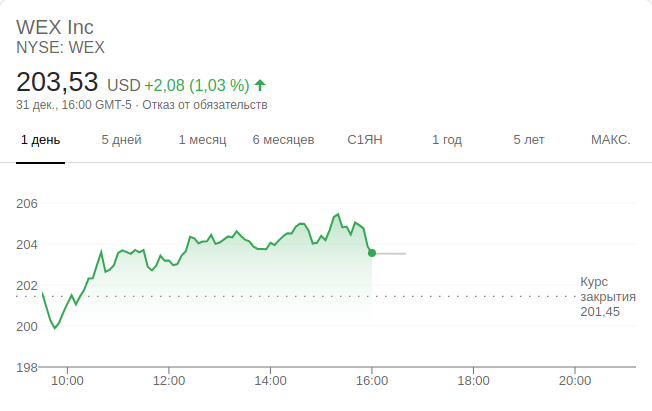 WEX Inc
NYSE: WEX
203,53 USD +2,08 (1,03 %)
31 дек., 16:00 GMT-5 · Отказ от обязательств
1 день 5 дней 1 месяц 6 месяцев С1ЯН 1 год 5 лет МАКС.
206
204
202
200
198
Курс
закрытия
201,45
10:00 12:00 14:00 16:00 18:00 20:00